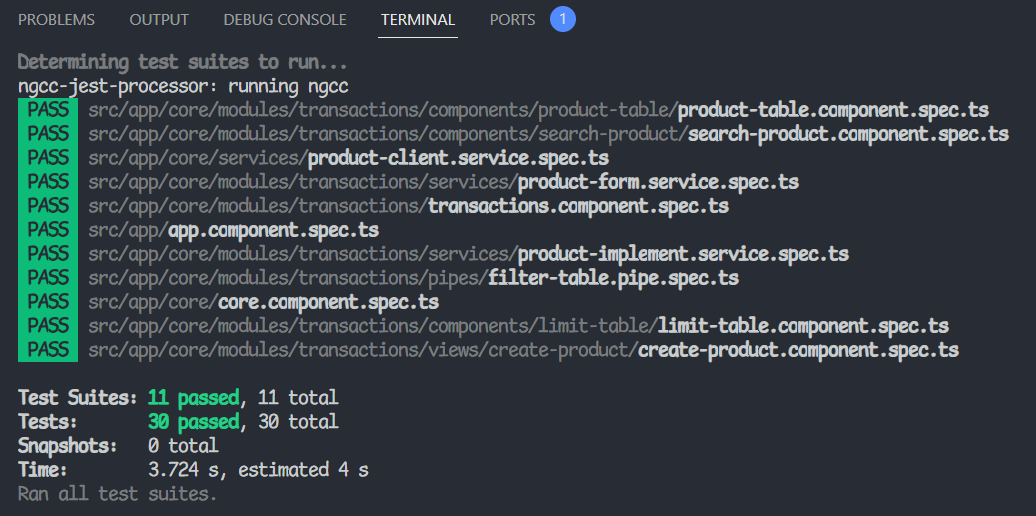 PROBLEMS OUTPUT DEBUG CONSOLE TERMINAL PORTS 1
Determining test suites to run...
ngcc-jest-processor: running ngcc
PASS src/app/core/modules/transactions/components/product-table/product-table.component.spec.ts
PASS src/app/core/modules/transactions/components/search-product/search-product.component.spec.ts
PASS src/app/core/services/product-client.service.spec.ts
PASS src/app/core/modules/transactions/services/product-form.service.spec.ts
PASS src/app/core/modules/transactions/transactions.component.spec.ts
PASS src/app/app.component.spec.ts
PASS src/app/core/modules/transactions/services/product-implement.service.spec.ts
PASS src/app/core/modules/transactions/pipes/filter-table.pipe.spec.ts
PASS src/app/core/core.component.spec.ts
PASS src/app/core/modules/transactions/components/limit-table/limit-table.component.spec.ts
PASS src/app/core/modules/transactions/views/create-product/create-product.component.spec.ts
Test Suites: 11 passed, 11 total
Tests: 30 passed, 30 total
Snapshots: 0 total
Time: 3.724 s, estimated 4 s
Ran all test suites.